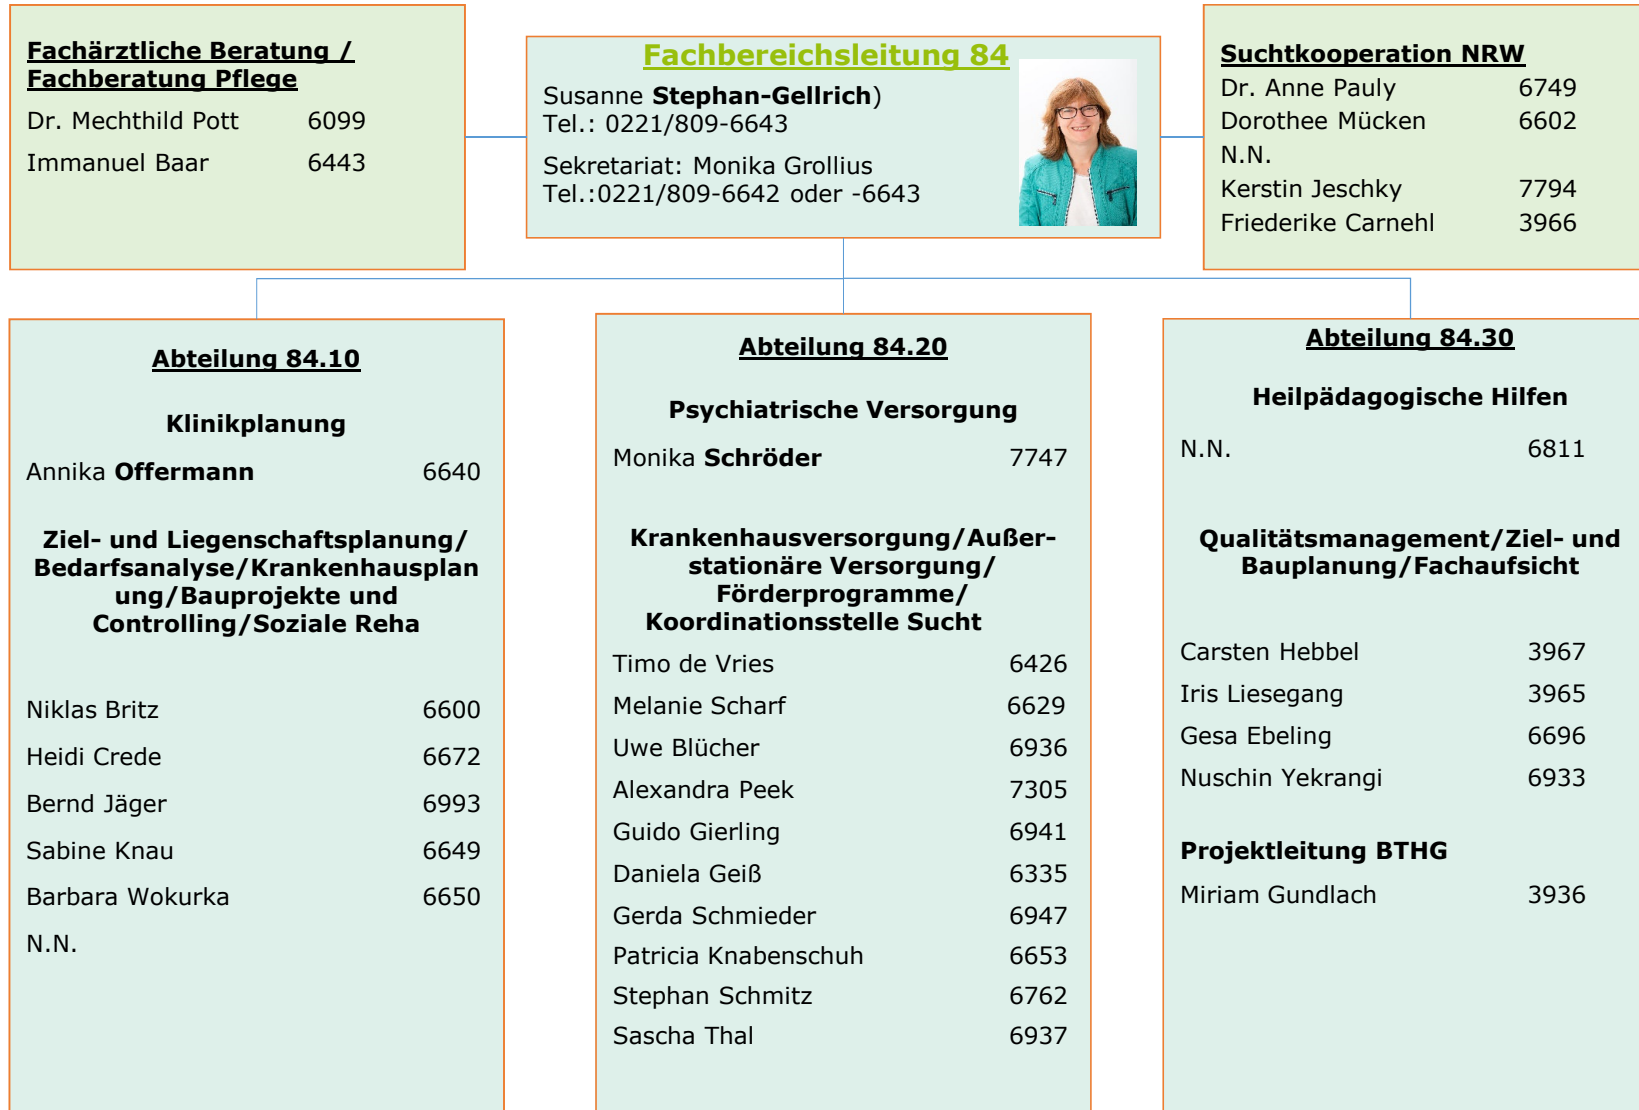 Fachärztliche Beratung /
Fachberatung Pflege
Dr. Mechthild Pott 6099
Immanuel Baar 6443
Fachbereichsleitung 84
Susanne Stephan-Gellrich)
Tel.: 0221/809-6643
Sekretariat: Monika Grollius
Tel.:0221/809-6642 oder -6643
Suchtkooperation NRW
Dr. Anne Pauly 6749
Dorothee Mücken 6602
N.N.
Kerstin Jeschky 7794
Friederike Carnehl 3966
Abteilung 84.10
Klinikplanung
Annika Offermann 6640
Ziel- und Liegenschaftsplanung/
Bedarfsanalyse/Krankenhausplan
ung/Bauprojekte und
Controlling/Soziale Reha
Niklas Britz 6600
Heidi Crede 6672
Bernd Jäger 6993
Sabine Knau 6649
Barbara Wokurka 6650
N.N.
Abteilung 84.20
Psychiatrische Versorgung
Monika Schröder 7747
Krankenhausversorgung/Außer-
stationäre Versorgung/
Förderprogramme/
Koordinationsstelle Sucht
Timo de Vries 6426
Melanie Scharf 6629
Uwe Blücher 6936
Alexandra Peek 7305
Guido Gierling 6941
Daniela Geiß 6335
Gerda Schmieder 6947
Patricia Knabenschuh 6653
Stephan Schmitz 6762
Sascha Thal 6937
Abteilung 84.30
Heilpädagogische Hilfen
N.N. 6811
Qualitätsmanagement/Ziel- und
Bauplanung/Fachaufsicht
Carsten Hebbel 3967
Iris Liesegang 3965
Gesa Ebeling 6696
Nuschin Yekrangi 6933
Projektleitung BTHG
Miriam Gundlach 3936